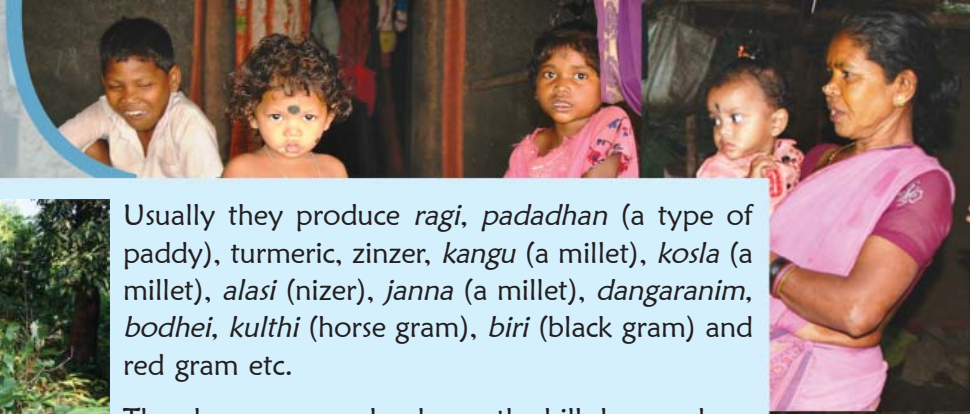 Usually they produce ragi, padadhan (a type of
paddy), turmeric, zinzer, kangu (a millet), kosla (a
millet), alasi (nizer), janna (a millet), dangaranim,
bodhei, kulthi (horse gram), biri (black gram) and
red gram etc.